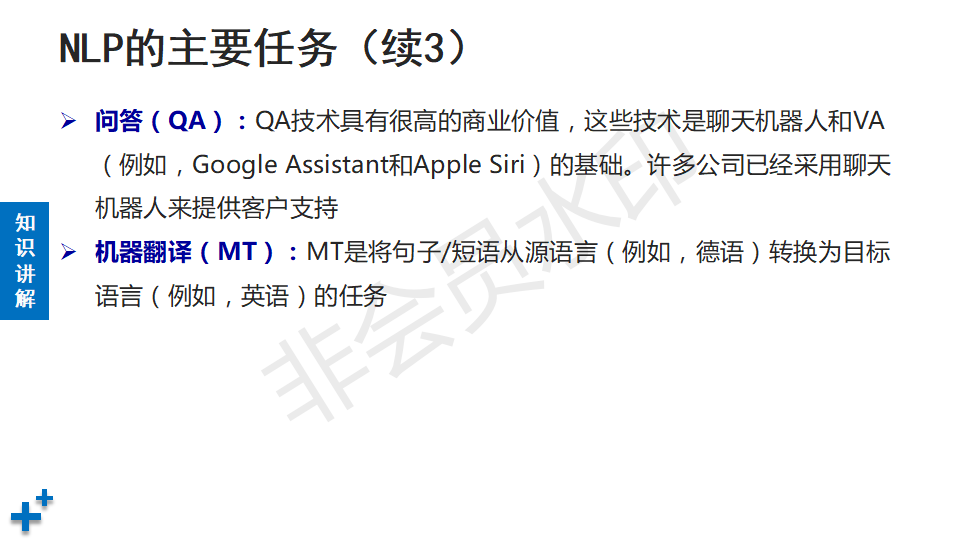 NLP的主要任务（续3）
问答（QA）：QA技术具有很高的商业价值，这些技术是聊天机器人和VA
（例如，Google Assistant和Apple Siri）的基础。许多公司已经采用聊天
机器人来提供客户支持
机器翻译（MT）：MT是将句子/短语从源语言（例如，德语）转换为目标
语言（例如，英语）的任务
知
识
讲
解
非会员水印